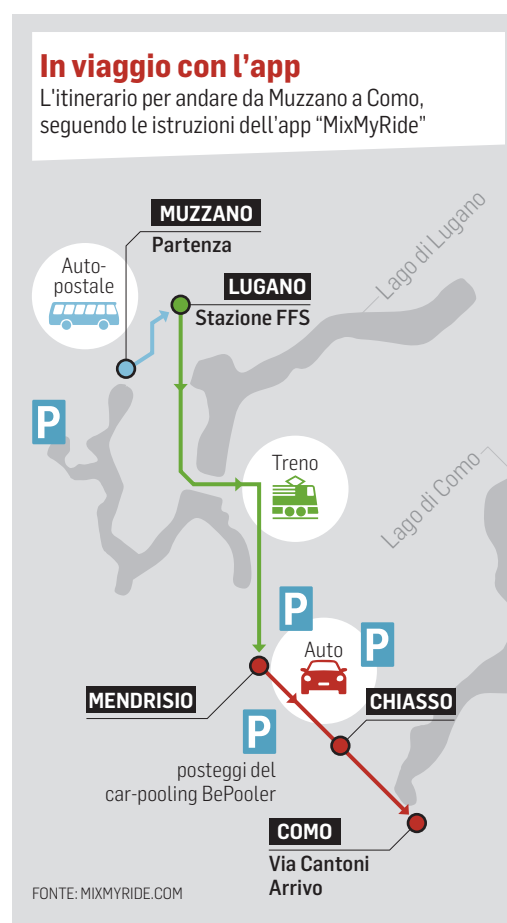 In viaggio con l’app
L'itinerario per andare da Muzzano a Como,
seguendo le istruzioni dell’app “MixMyRide”
MUZZANO
Partenza
Auto-
postale
LUGANO
Stazione FFS
Lago di Lugano
P
Treno
Lago di Como
P
P
Auto
MENDRISIO
CHIASSO
P
posteggi del
car-pooling BePooler
COMO
Via Cantoni
Arrivo
FONTE: MIXMYRIDE.COM